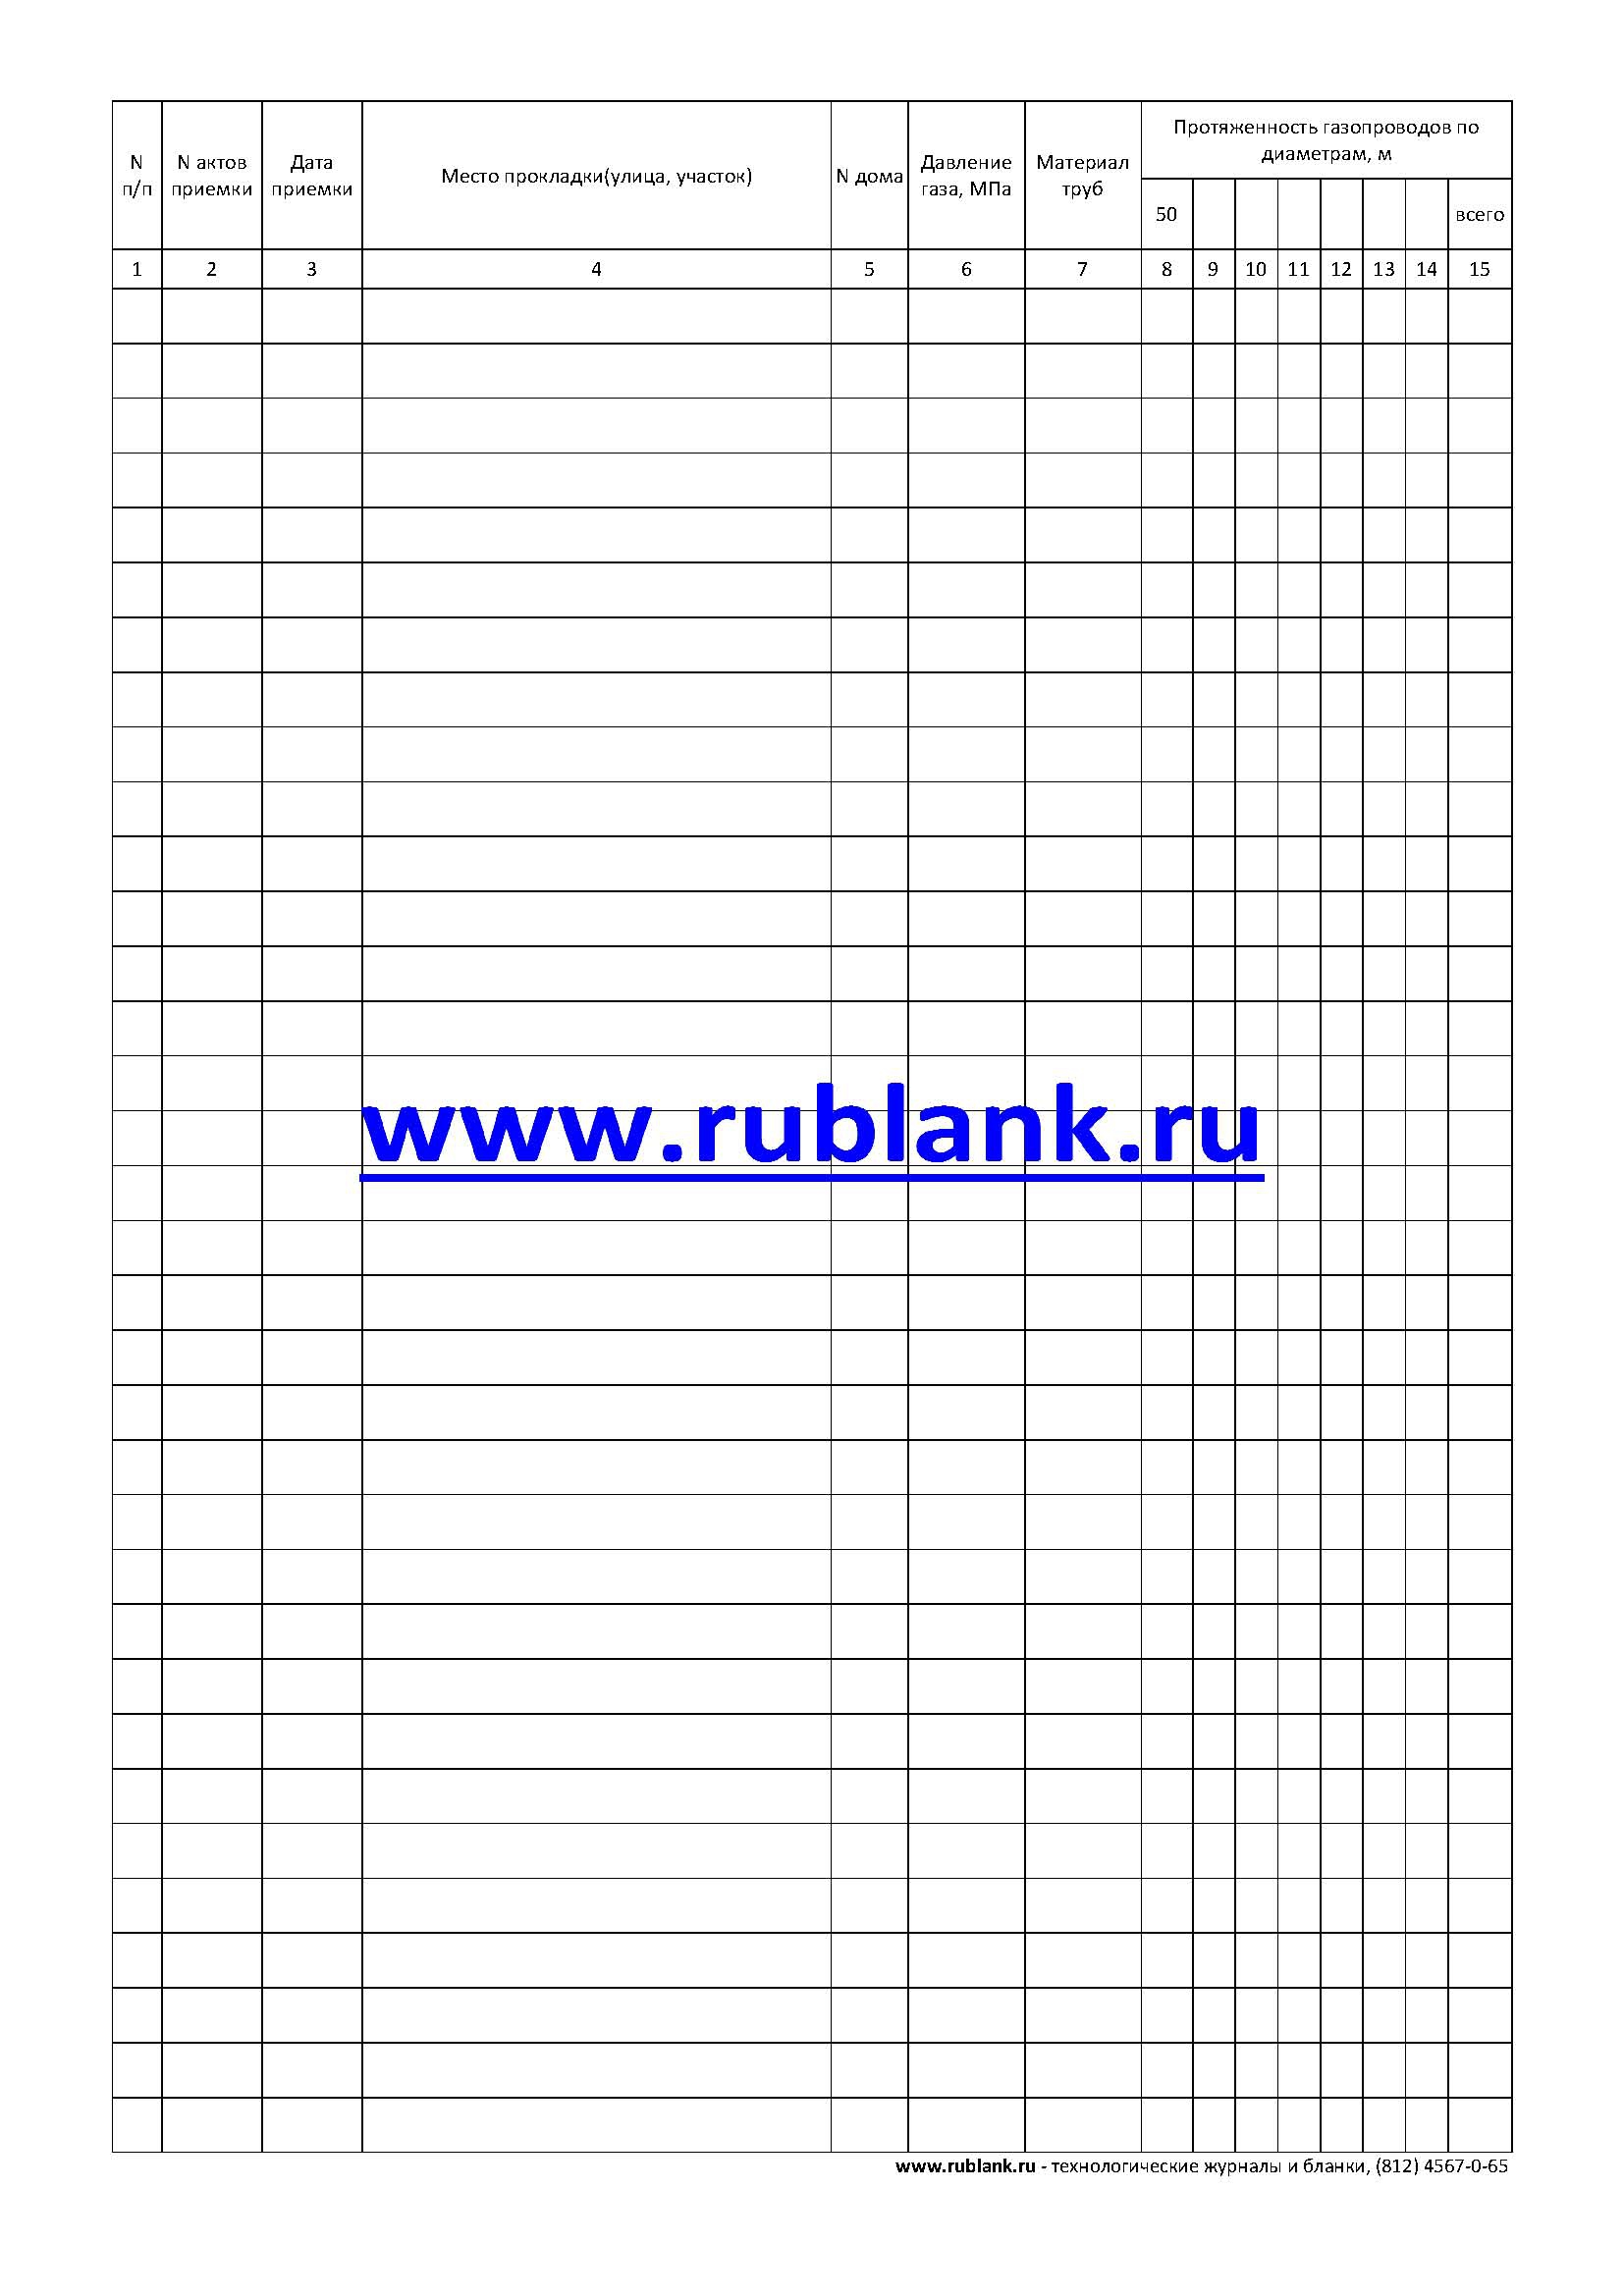 N п/п
N актов приемки
Дата приемки
Место прокладки(улица, участок)
N дома
Давление газа, МПа
Материал труб
Протяженность газопроводов по
диаметрам, м
50
всего
1 2 3 4 5 6 7 8 9 10 11 12 13 14 15
www.rublank.ru
www.rublank.ru - технологические журналы и бланки, (812) 4567-0-65